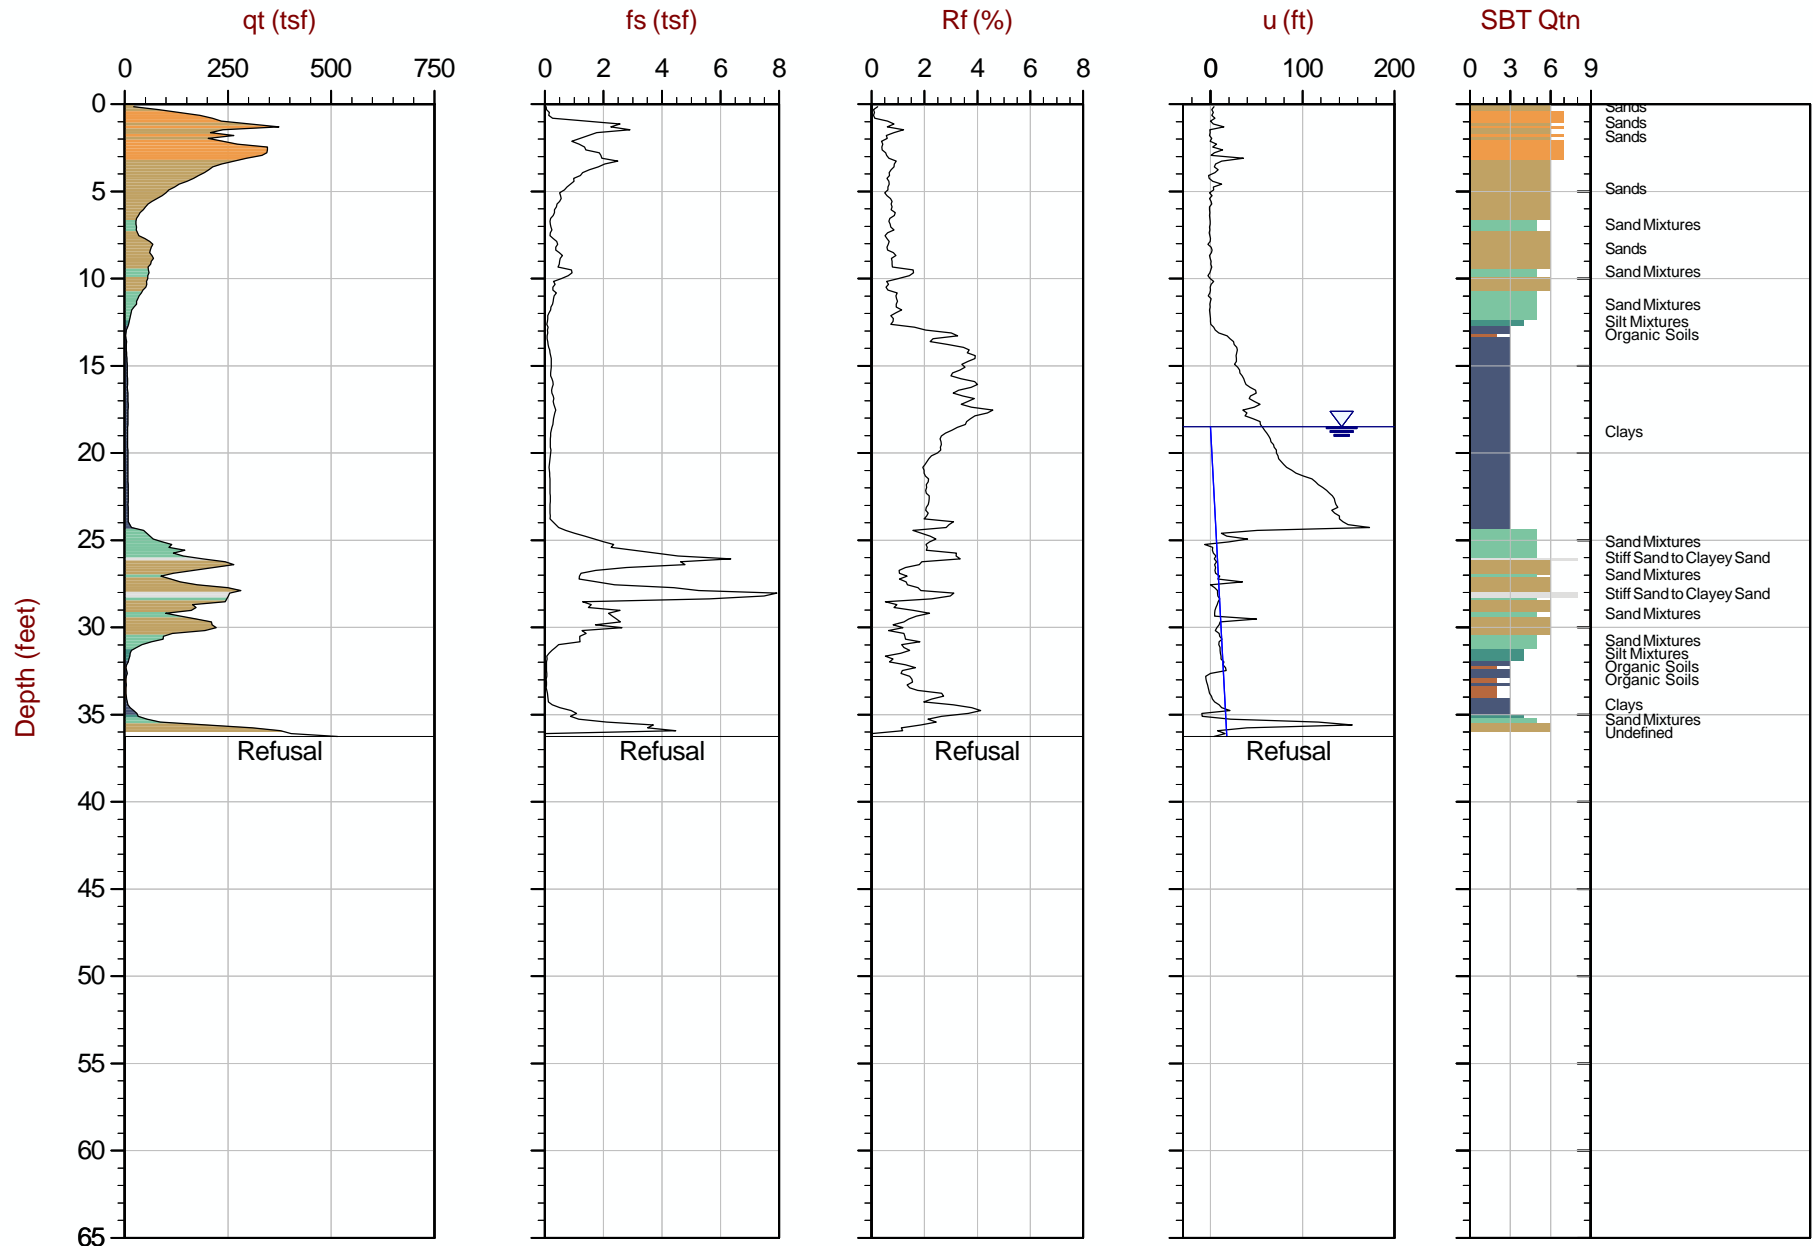 qt (tsf) fs (tsf) Rf (%) u (ft) SBT Qtn
0 250 500 750 0 2 4 6 8 0 2 4 6 8 0 100 200 0 3 6 9
0
Sands
Sands
Sands
5
Sands
Sand Mixtures
Sands
Sand Mixtures
10
Sand Mixtures
Silt Mixtures
Organic Soils
15
Clays
20
25
Sand Mixtures
Stiff Sand to Clayey Sand
Sand Mixtures
Stiff Sand to Clayey Sand
Sand Mixtures
30
Sand Mixtures
Silt Mixtures
Organic Soils
Organic Soils
Clays
35
Sand Mixtures
Undefined
Refusal Refusal Refusal Refusal
Depth (feet)
40
45
50
55
60
65